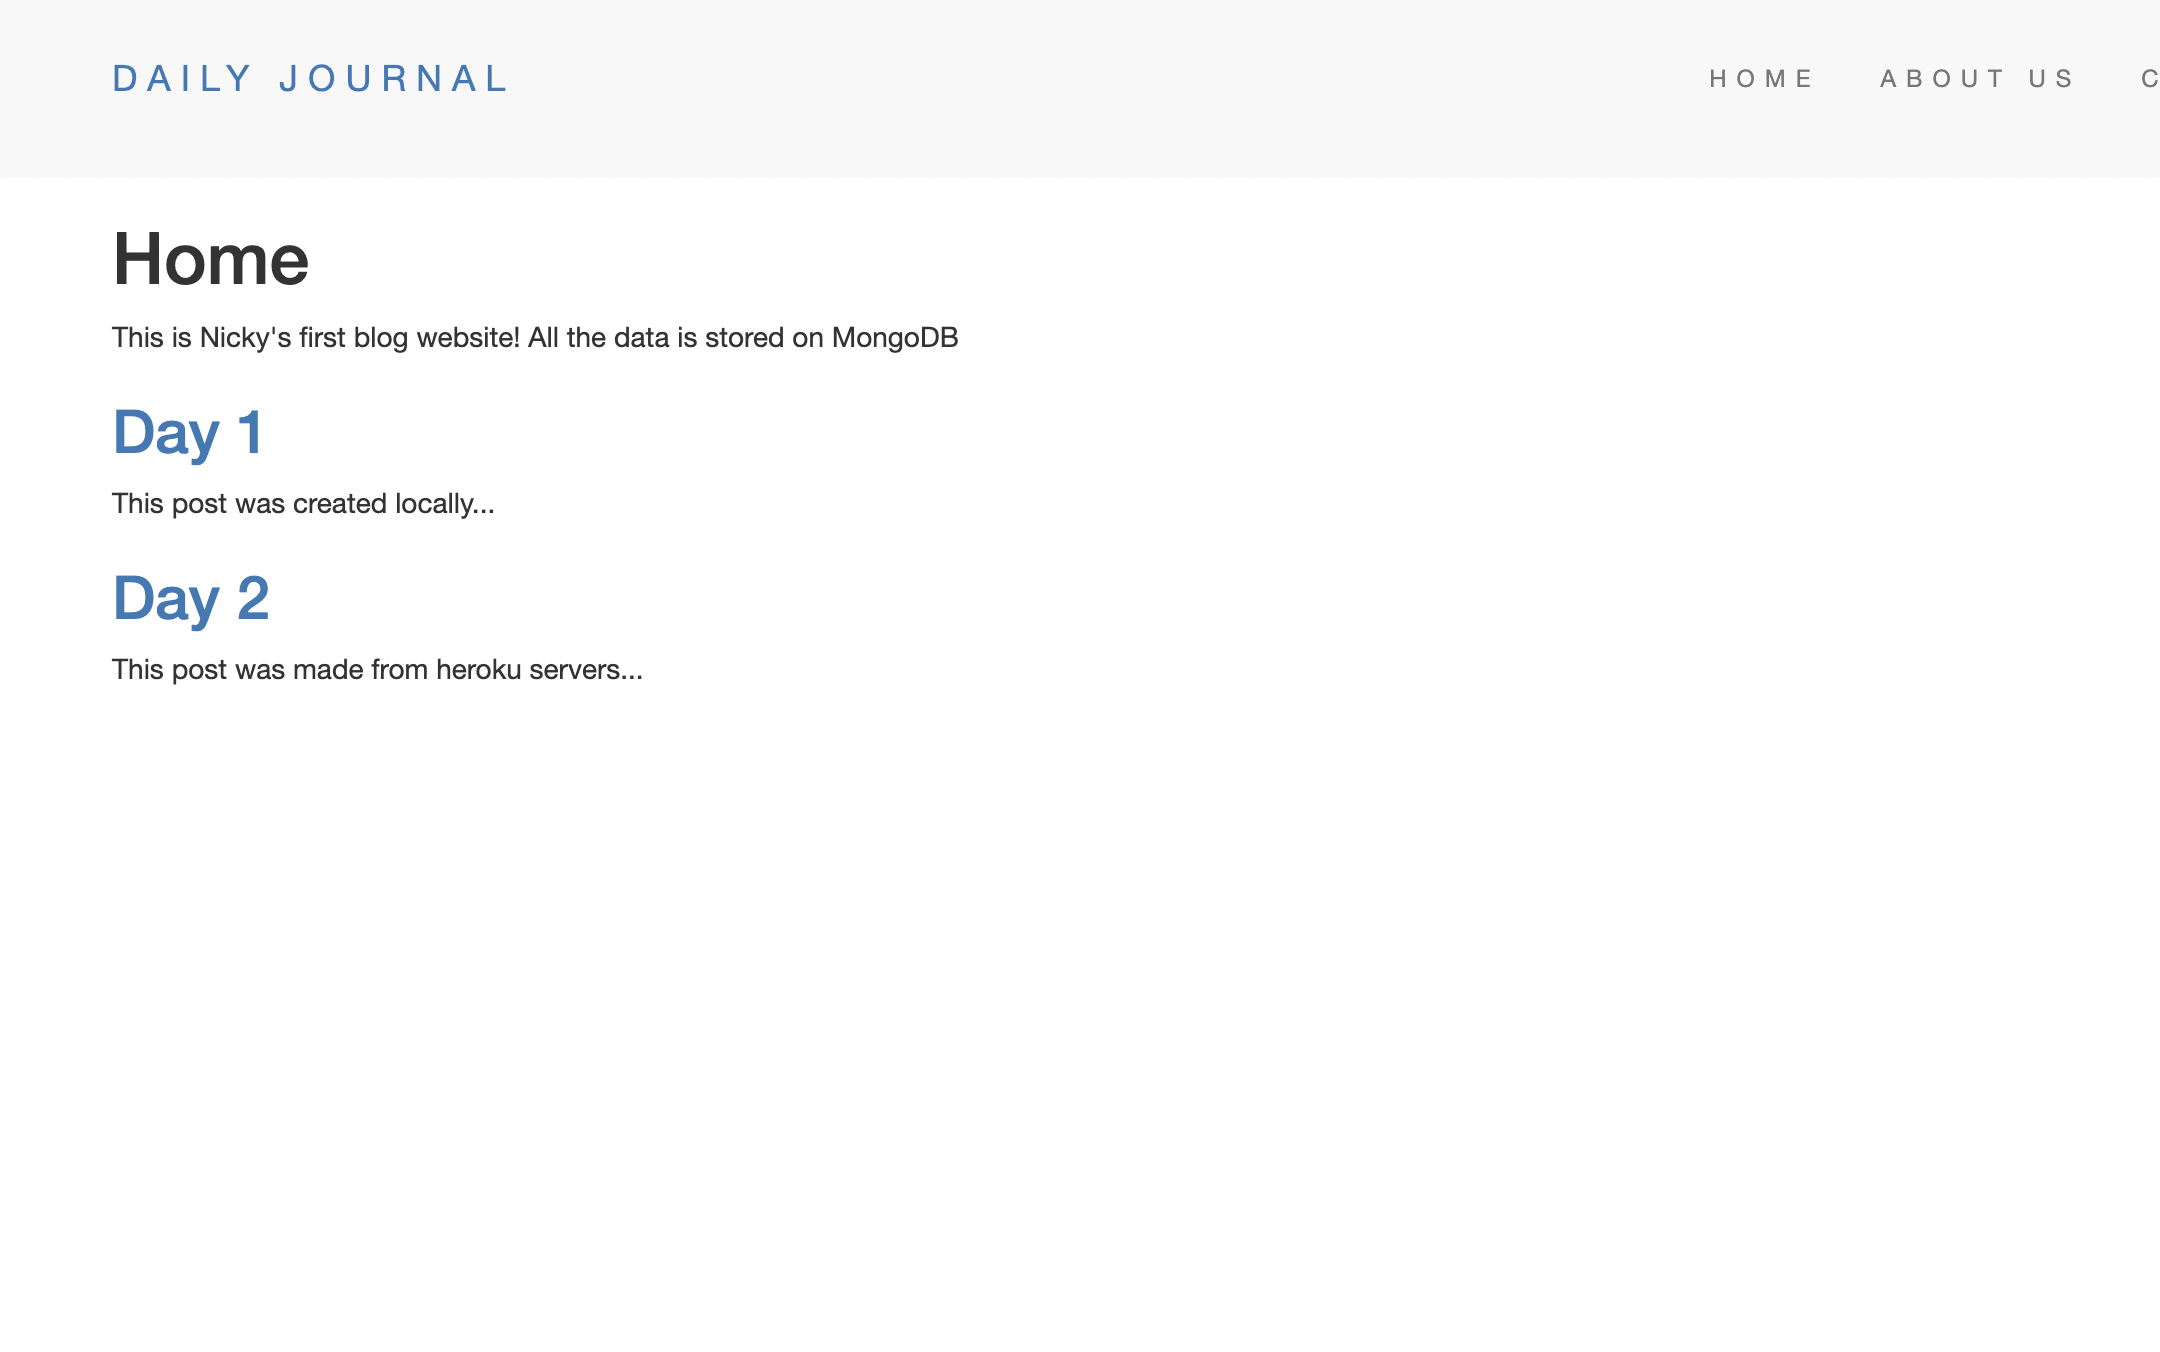 DAILY JOURNAL
HOME ABOUT US C
Home
This is Nicky's first blog website! All the data is stored on MongoDB
Day 1
This post was created locally...
Day 2
This post was made from heroku servers...